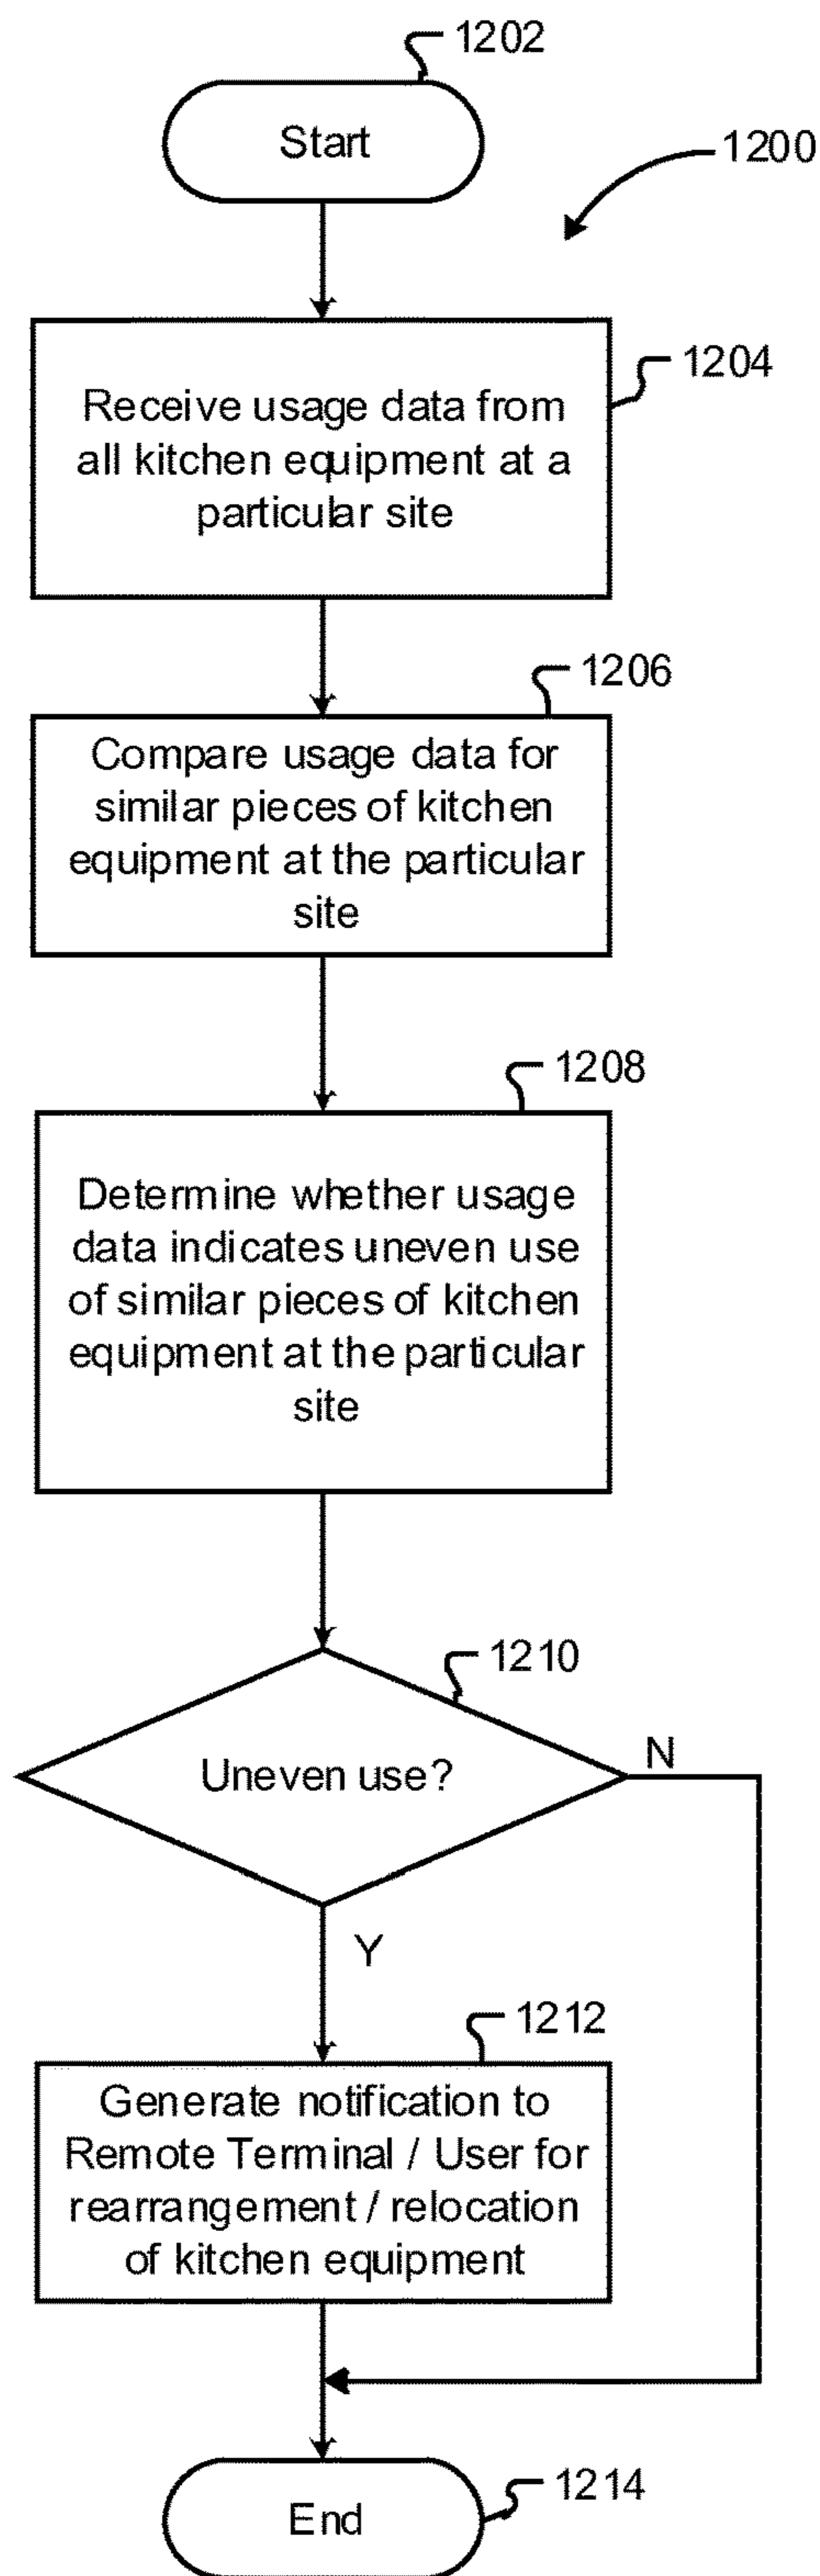 1202
Start
1200
1204
Receive usage data from
all kitchen equipment at a
particular site
1206
Compare usage data for
similar pieces of kitchen
equipment at the particular
site
1208
Determine whether usage
data indicates uneven use
of similar pieces of kitchen
equipment at the particular
site
1210
Uneven use?
N
Y
1212
Generate notification to
Remote Terminal / User for
rearrangement / relocation
of kitchen equipment
1214
End